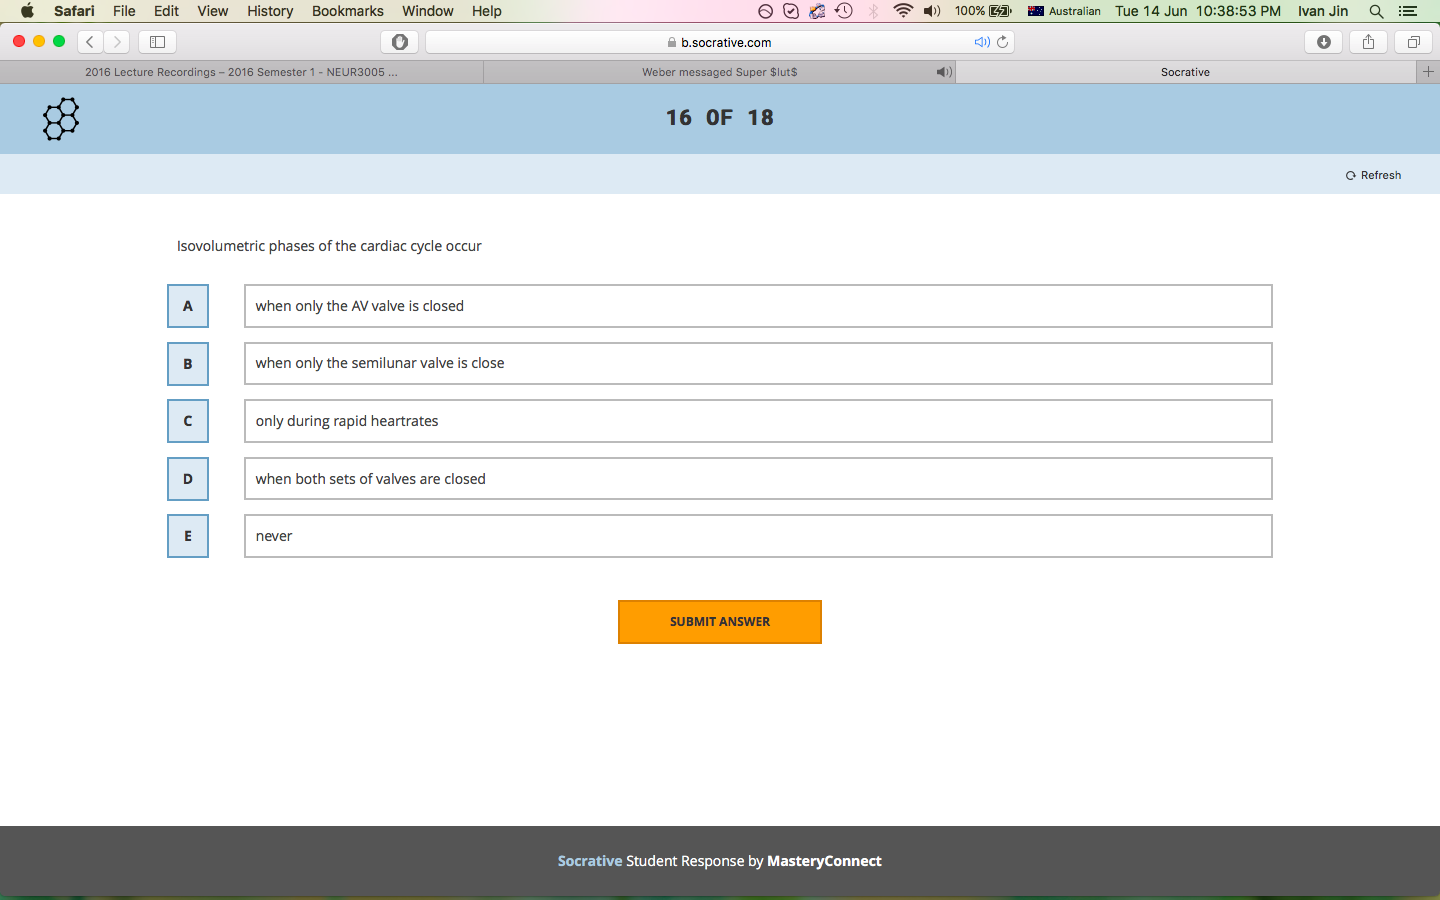 Safari File Edit View History Bookmarks Window Help 100% Australian Tue 14 Jun 10:38:53 PM Ivan Jin
b.socrative.com
2016 Lecture Recordings – 2016 Semester 1 - NEUR3005 ... Weber messaged Super $lut$ Socrative
16 OF 18
Refresh
Isovolumetric phases of the cardiac cycle occur
A when only the AV valve is closed
B when only the semilunar valve is close
C only during rapid heartrates
D when both sets of valves are closed
E never
SUBMIT ANSWER
Socrative Student Response by MasteryConnect